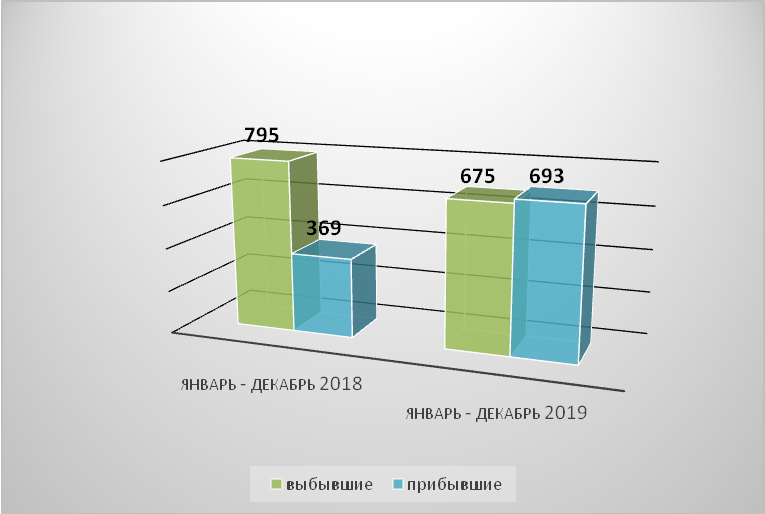 795
369
675 693
ЯНВАРЬ - ДЕКАБРЬ 2018
ЯНВАРЬ - ДЕКАБРЬ 2019
выбывшие прибывшие